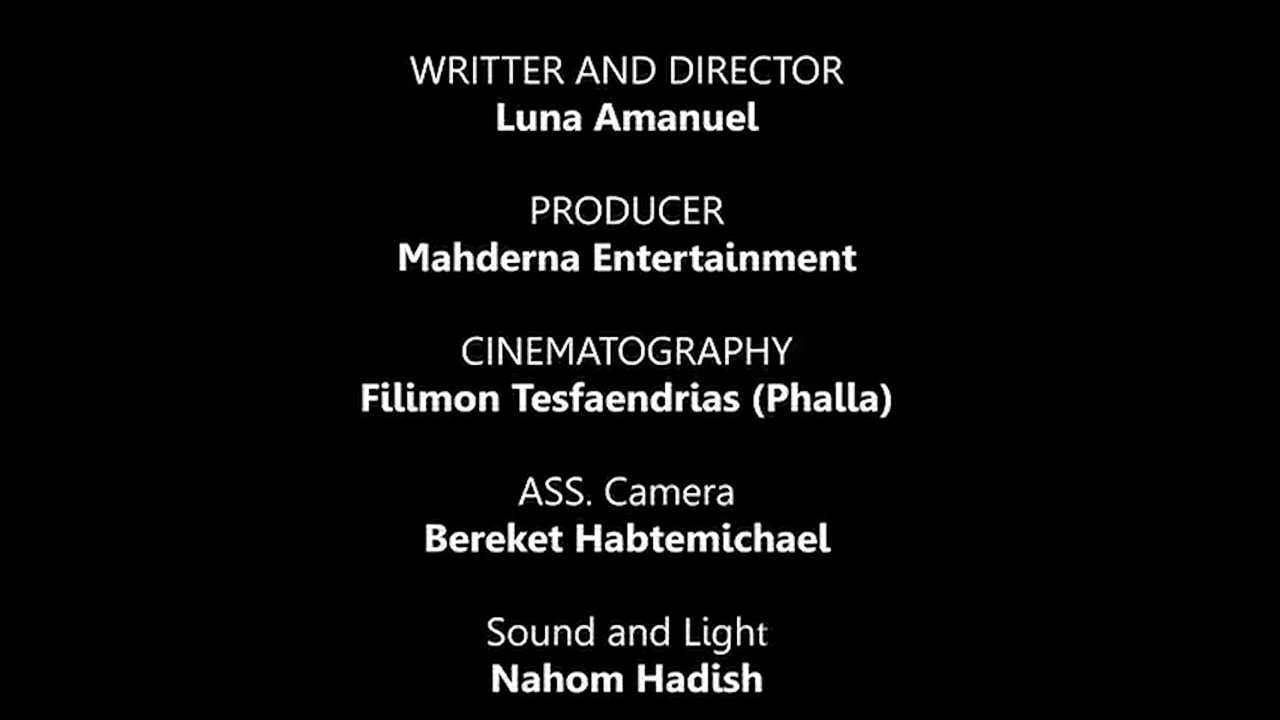 WRITTER AND DIRECTOR
Luna Amanuel
PRODUCER
Mahderna Entertainment
CINEMATOGRAPHY
Filimon Tesfaendrias (Phalla)
ASS. Camera
Bereket Habtemichael
Sound and Light
Nahom Hadish